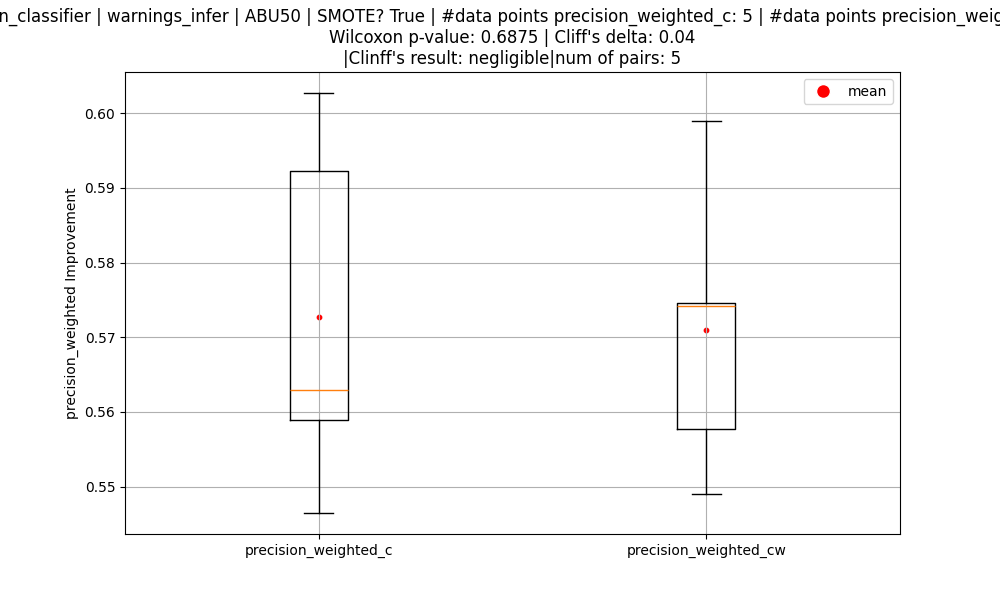 n_classifier | warnings_infer | ABU50 | SMOTE? True | #data points precision_weighted_c: 5 | #data points precision_weig
Wilcoxon p-value: 0.6875 | Cliff's delta: 0.04
|Clinff's result: negligible|num of pairs: 5
mean
0.60
0.59
0.58
0.57
0.56
0.55
precision_weighted Improvement
precision_weighted_c
precision_weighted_cw